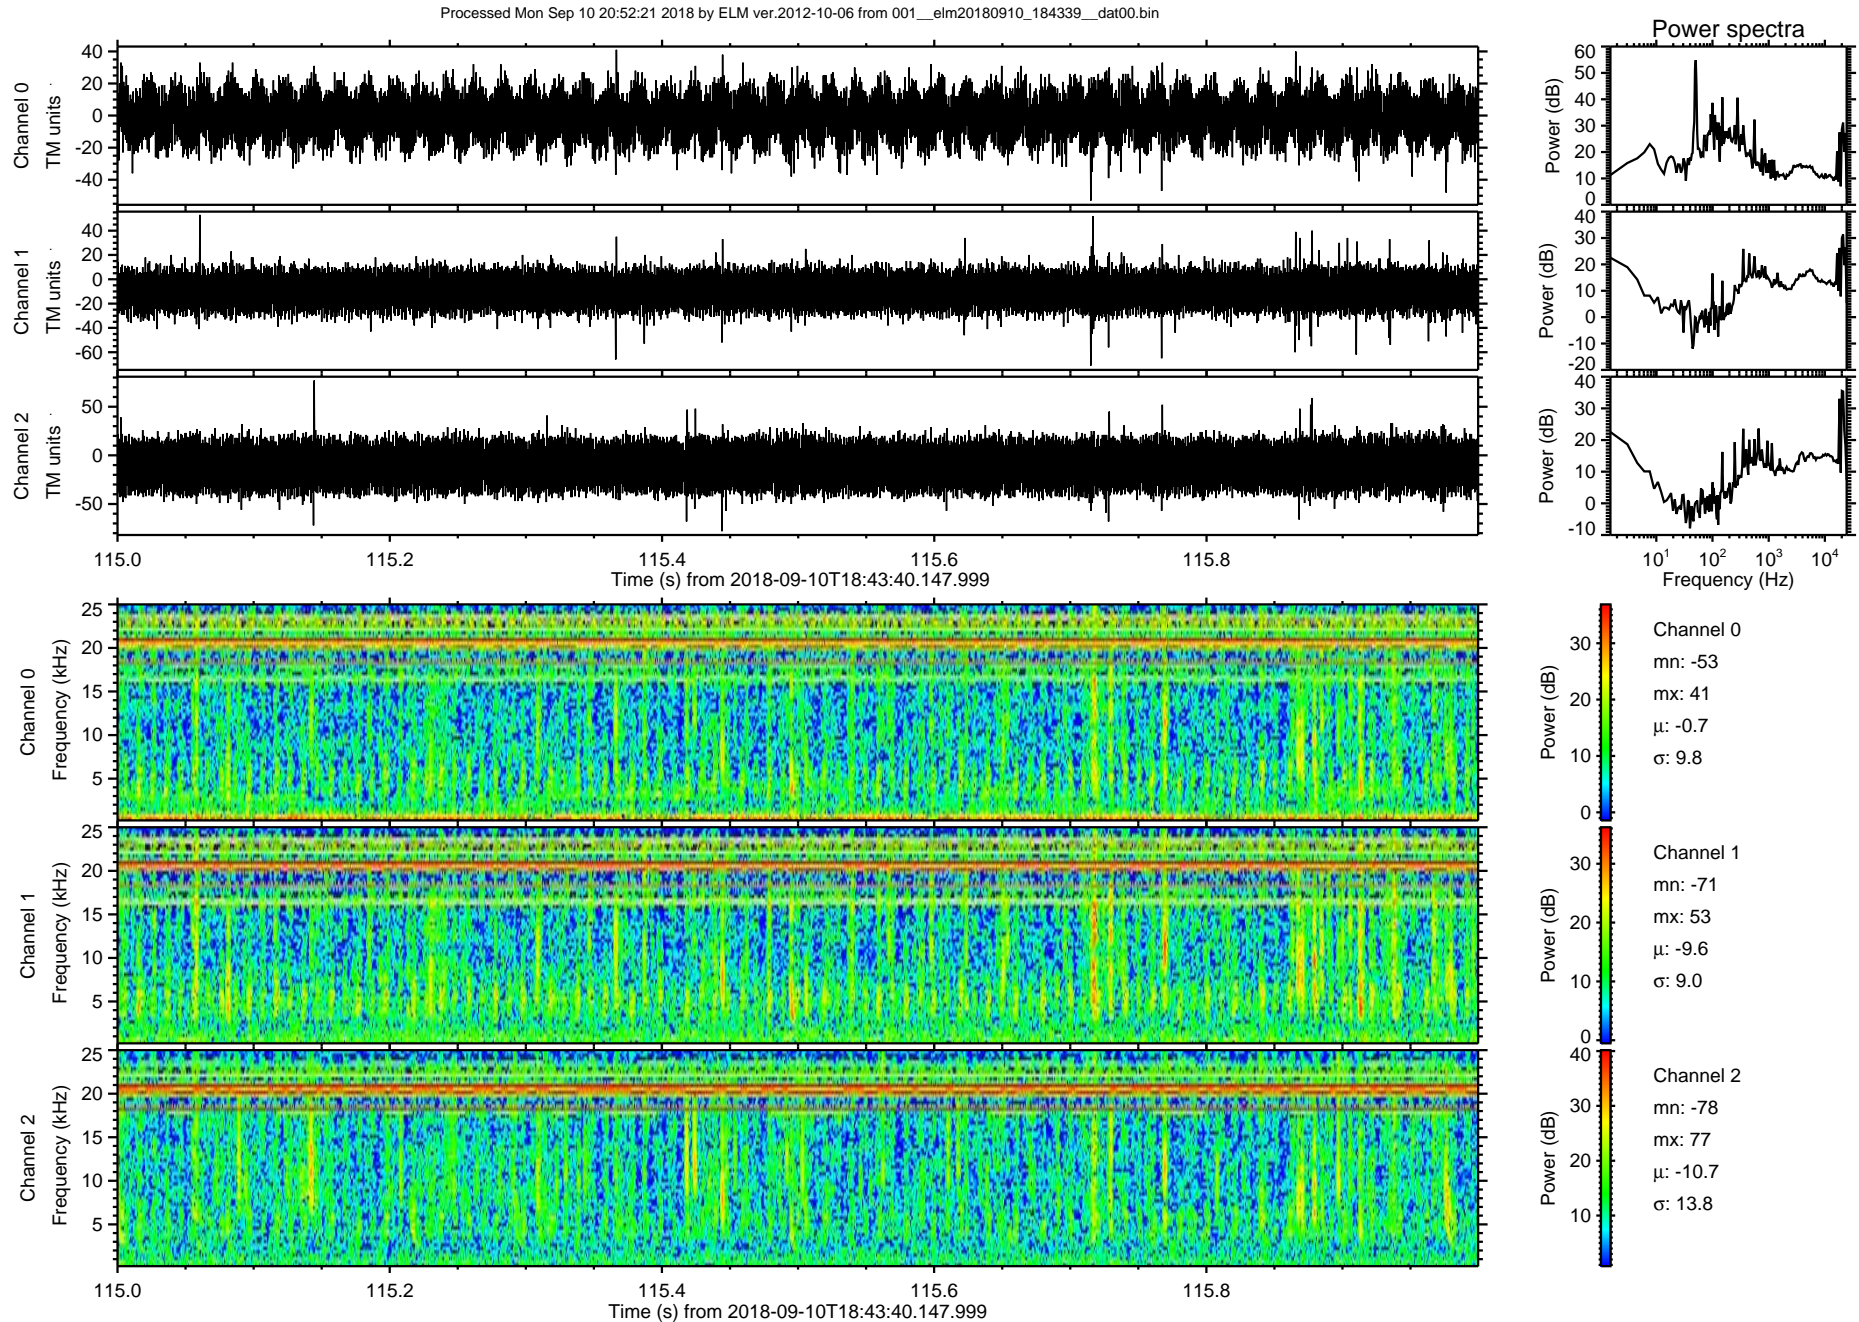 Processed Mon Sep 10 20:52:21 2018 by ELM ver.2012-10-06 from 001__elm20180910_184339__dat00.bin
Power spectra
Channel 0
TM units
40
20
0
-20
-40
Power (dB)
60
50
40
30
20
10
0
Channel 1
TM units
40
20
0
-20
-40
-60
Power (dB)
40
30
20
10
0
-10
-20
Channel 2
TM units
50
0
-50
Power (dB)
40
30
20
10
0
-10
115.0 115.2 115.4 115.6 115.8
Time (s) from 2018-09-10T18:43:40.147.999
10¹ 10² 10³ 10⁴
Frequency (Hz)
Channel 0
Frequency (kHz)
25
20
15
10
5
Power (dB)
30
20
10
0
Channel 0
mn: -53
mx: 41
μ: -0.7
σ: 9.8
Channel 1
Frequency (kHz)
25
20
15
10
5
Power (dB)
30
20
10
0
Channel 1
mn: -71
mx: 53
μ: -9.6
σ: 9.0
Channel 2
Frequency (kHz)
25
20
15
10
5
Power (dB)
40
30
20
10
Channel 2
mn: -78
mx: 77
μ: -10.7
σ: 13.8
115.0 115.2 115.4 115.6 115.8
Time (s) from 2018-09-10T18:43:40.147.999